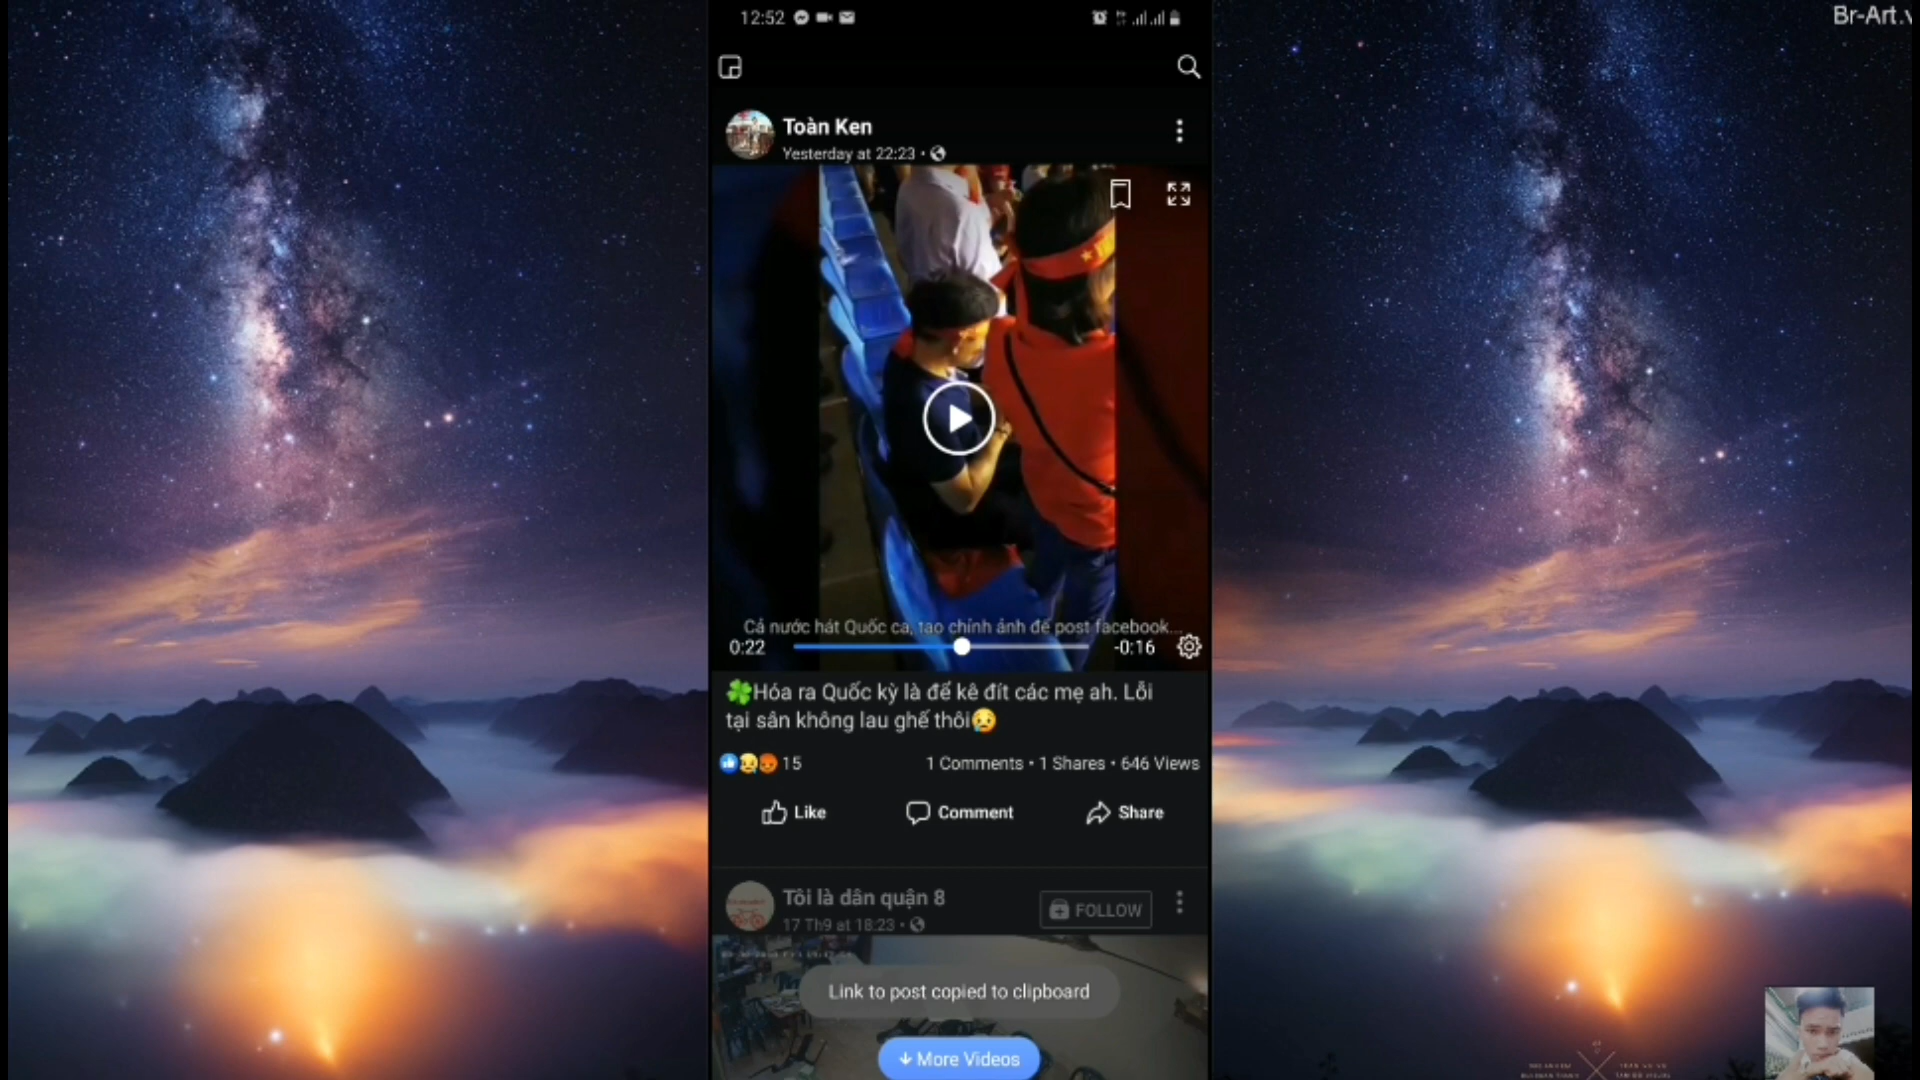 12:52
Br-Art.v
Toàn Ken
Yesterday at 22:23 •
Cả nước hát Quốc ca, tao chỉnh ảnh để post facebook...
0:22
-0:16
Hóa ra Quốc kỳ là để kê đít các mẹ ah. Lỗi
tại sân không lau ghế thôi
15
1 Comments • 1 Shares • 646 Views
Like
Comment
Share
Tôi là dân quận 8
17 Th9 at 18:23 •
FOLLOW
Link to post copied to clipboard
More Videos